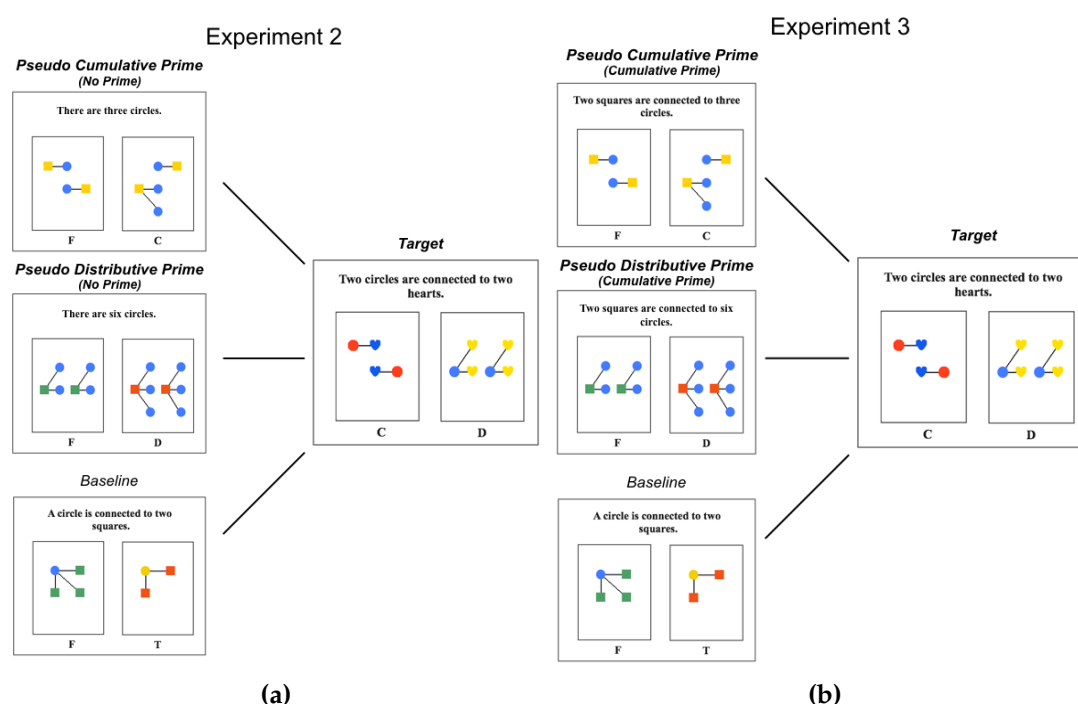 Experiment 2
Pseudo Cumulative Prime
(No Prime)
There are three circles.
F C
Pseudo Distributive Prime
(No Prime)
There are six circles.
F D
Baseline
A circle is connected to two
squares.
F T
Target
Two circles are connected to two
hearts.
C D
(a)
Experiment 3
Pseudo Cumulative Prime
(Cumulative Prime)
Two squares are connected to three
circles.
F C
Pseudo Distributive Prime
(Cumulative Prime)
Two squares are connected to six
circles.
F D
Baseline
A circle is connected to two
squares.
F T
Target
Two circles are connected to two
hearts.
C D
(b)